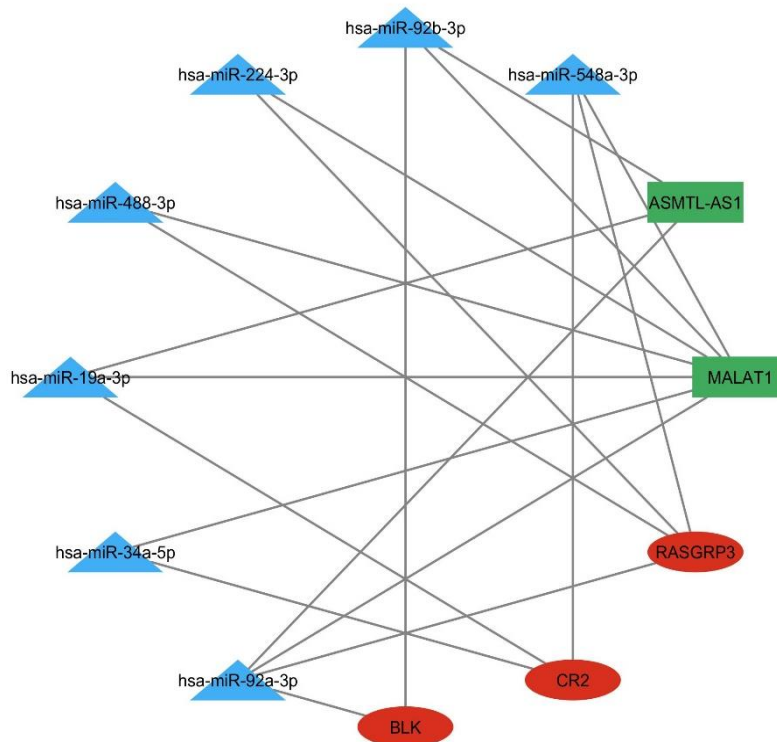 hsa-miR-92b-3p
hsa-miR-224-3p
hsa-miR-548a-3p
hsa-miR-488-3p
ASMTL-AS1
hsa-miR-19a-3p
MALAT1
hsa-miR-34a-5p
RASGRP3
hsa-miR-92a-3p
CR2
BLK